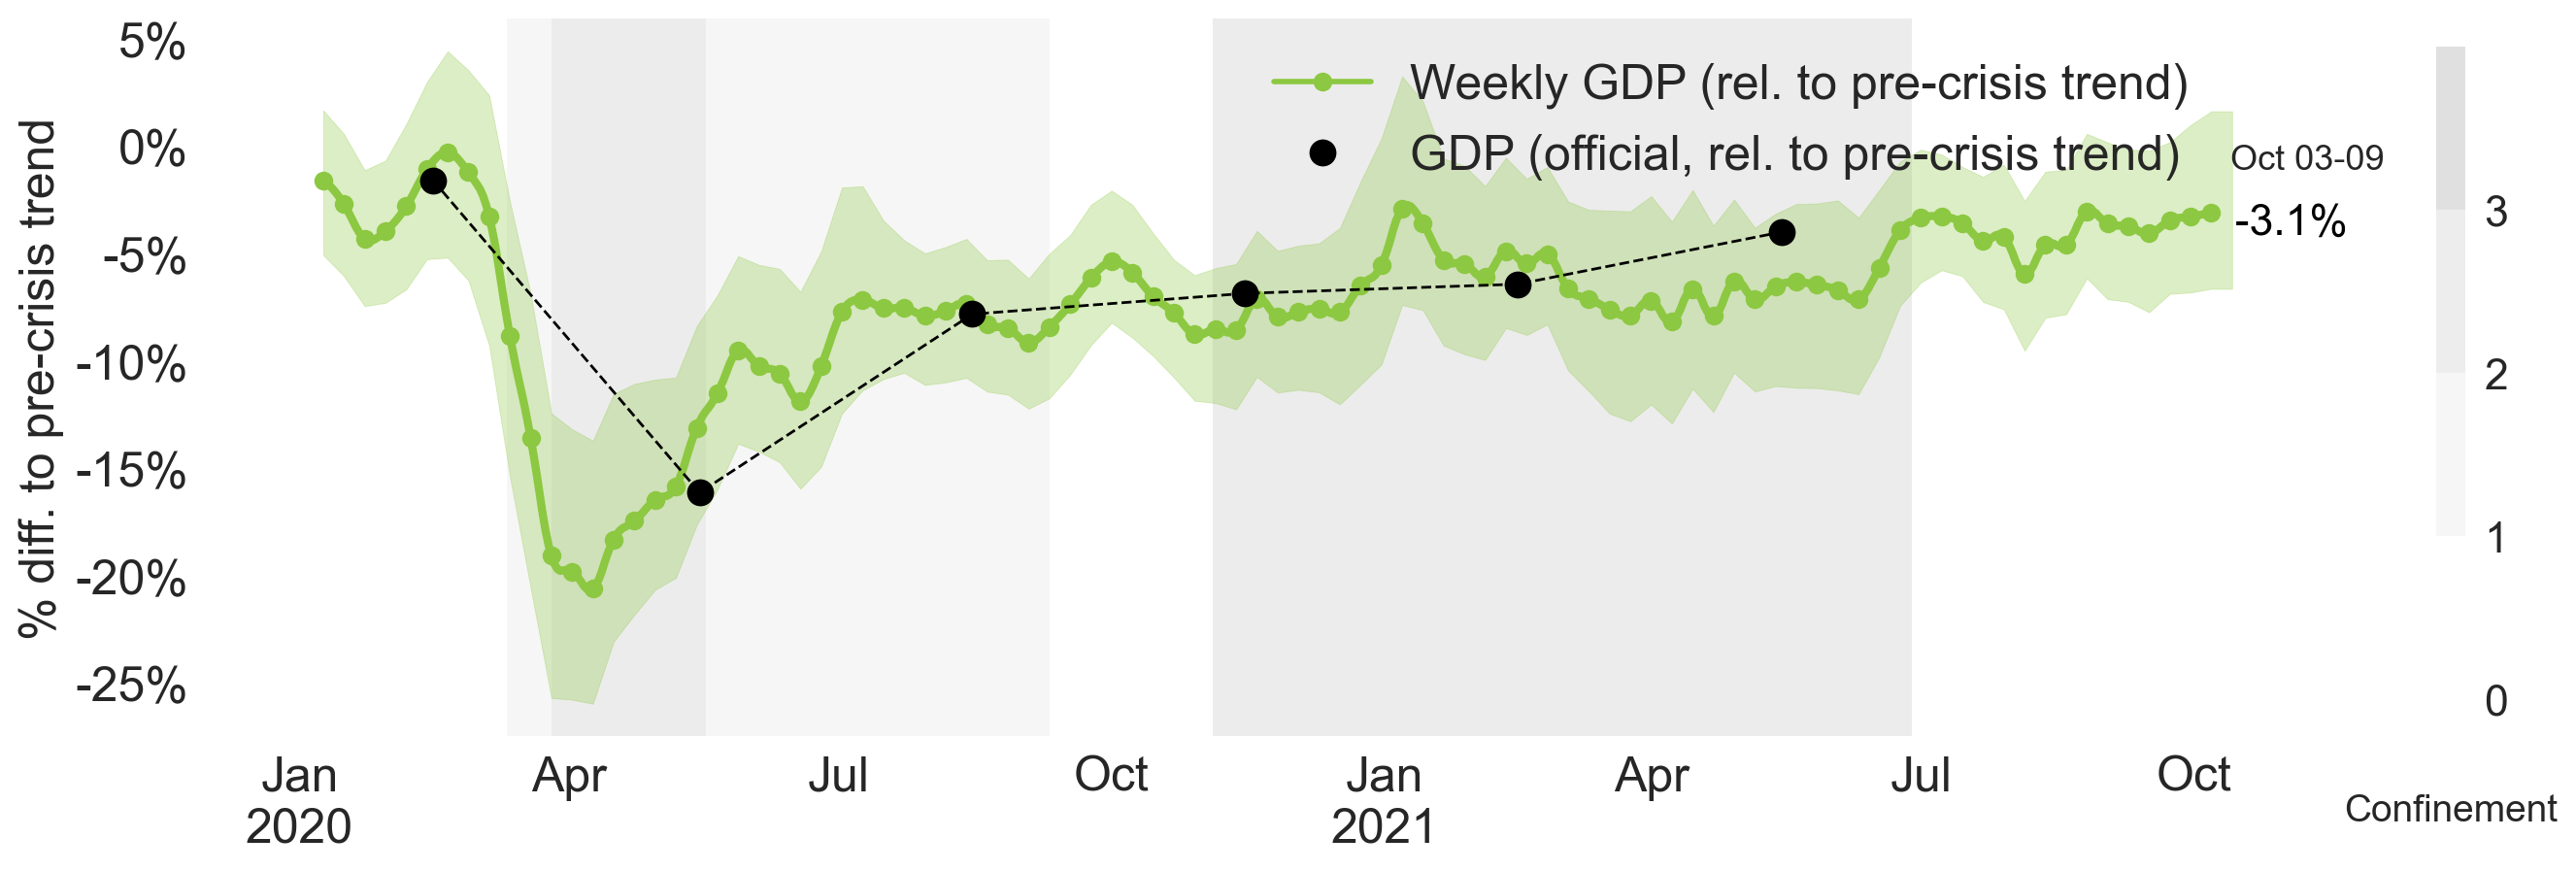 % diff. to pre-crisis trend
5%
0%
-5%
-10%
-15%
-20%
-25%
Weekly GDP (rel. to pre-crisis trend)
GDP (official, rel. to pre-crisis trend)
Oct 03-09
-3.1%
3
2
1
0
Jan Apr Jul Oct Jan Apr Jul Oct
2020 2021
Confinement